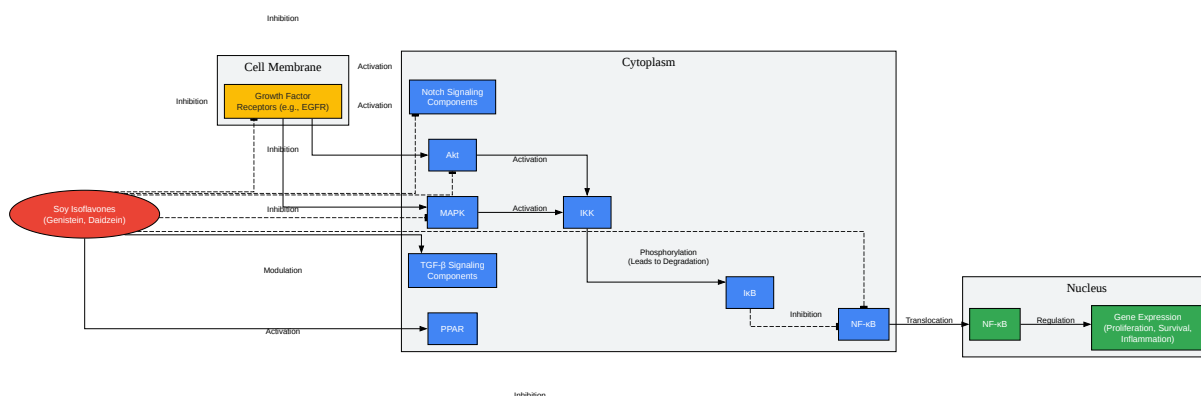 Inhibition
Cell Membrane
Cytoplasm
Activation
Growth Factor
Receptors (e.g., EGFR)
Inhibition
Activation
Notch Signaling
Components
Inhibition
Akt
Activation
Soy Isoflavones
(Genistein, Daidzein)
Inhibition
MAPK
Activation
IKK
Phosphorylation
(Leads to Degradation)
TGF-β Signaling
Components
Modulation
IκB
Nucleus
Activation
PPAR
Inhibition
NF-κB
Translocation
NF-κB
Regulation
Gene Expression
(Proliferation, Survival,
Inflammation)
Inhibition